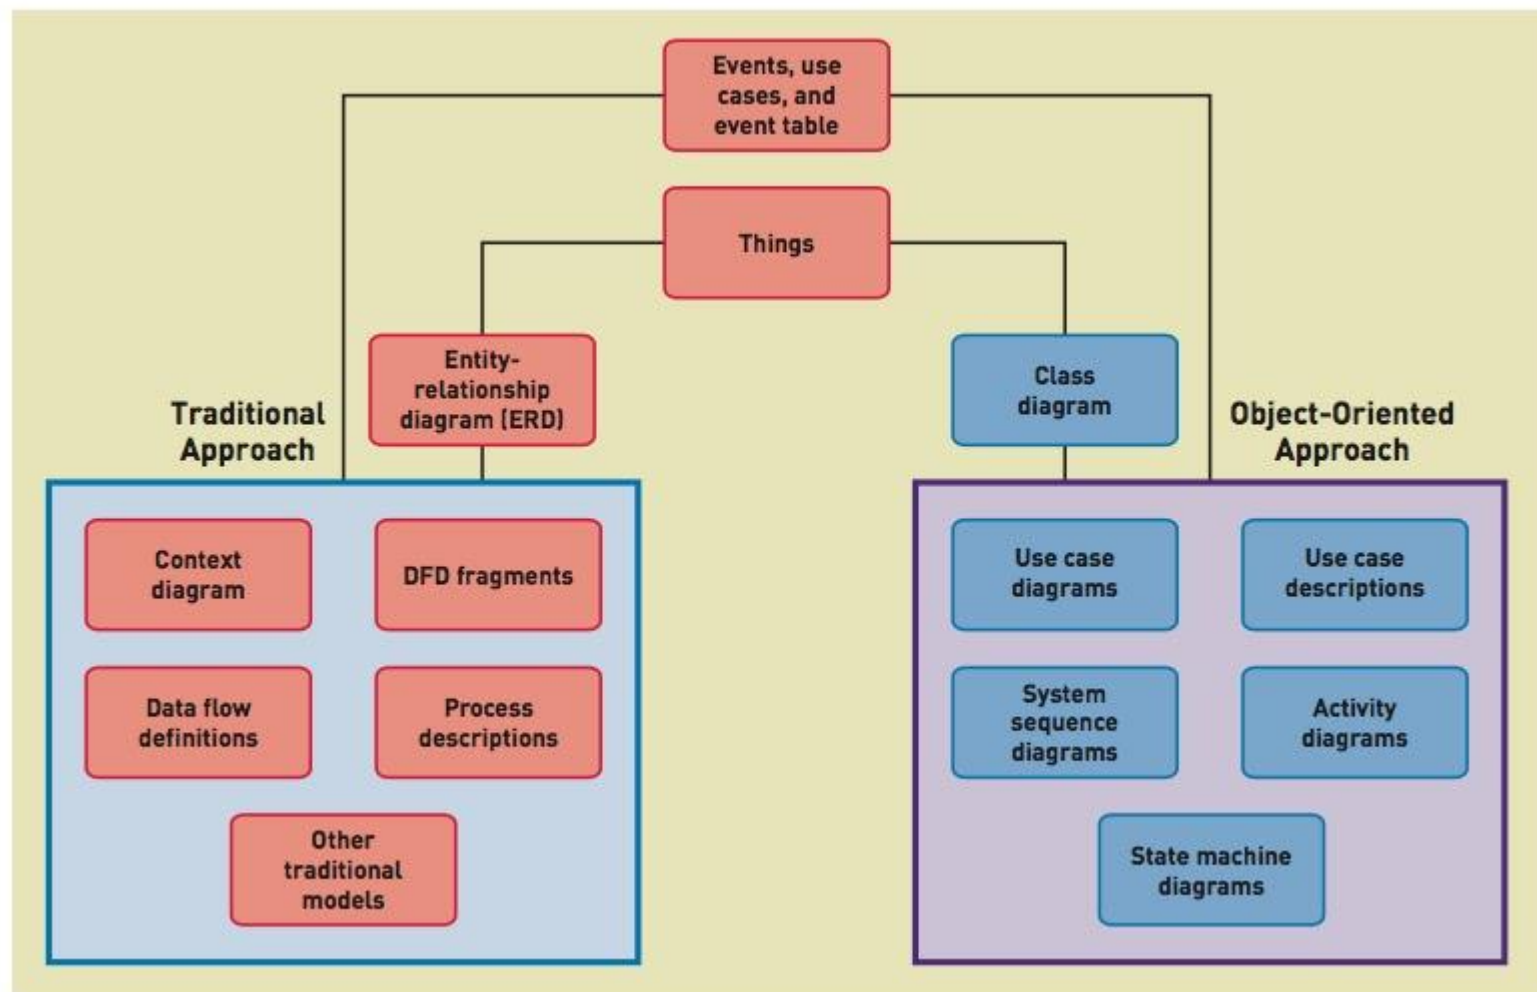 Events, use
cases, and
event table
Things
Entity-
relationship
diagram (ERD)
Class
diagram
Traditional
Approach
Object-Oriented
Approach
Context
diagram
DFD fragments
Data flow
definitions
Process
descriptions
Other
traditional
models
Use case
diagrams
Use case
descriptions
System
sequence
diagrams
Activity
diagrams
State machine
diagrams